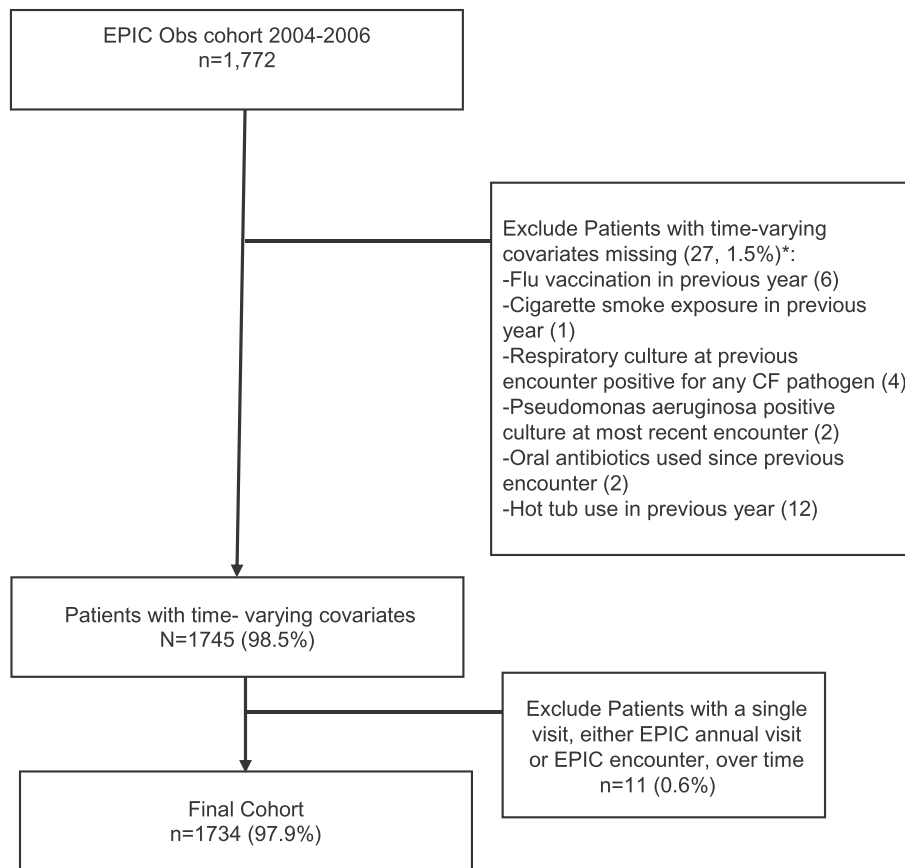 EPIC Obs cohort 2004-2006
n=1,772
Exclude Patients with time-varying
covariates missing (27, 1.5%)*:
-Flu vaccination in previous year (6)
-Cigarette smoke exposure in previous
year (1)
-Respiratory culture at previous
encounter positive for any CF pathogen (4)
-Pseudomonas aeruginosa positive
culture at most recent encounter (2)
-Oral antibiotics used since previous
encounter (2)
-Hot tub use in previous year (12)
Patients with time- varying covariates
N=1745 (98.5%)
Exclude Patients with a single
visit, either EPIC annual visit
or EPIC encounter, over time
n=11 (0.6%)
Final Cohort
n=1734 (97.9%)